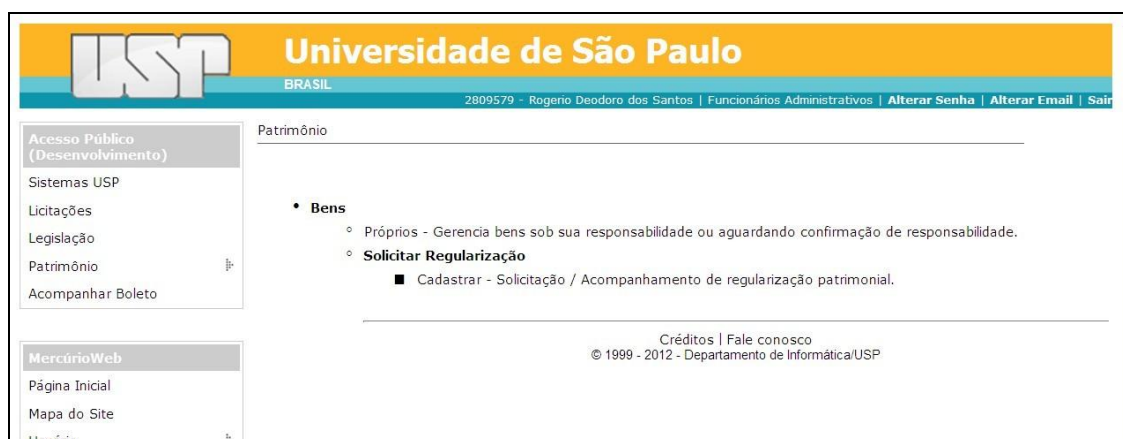 USP
Universidade de São Paulo
BRASIL
2809579 - Rogerio Deodoro dos Santos | Funcionários Administrativos | Alterar Senha | Alterar Email | Sair
Acesso Público
(Desenvolvimento)
Sistemas USP
Licitações
Legislação
Patrimônio
Acompanhar Boleto
MercúrioWeb
Página Inicial
Mapa do Site
Patrimônio
• Bens
○ Próprios - Gerencia bens sob sua responsabilidade ou aguardando confirmação de responsabilidade.
○ Solicitar Regularização
■ Cadastrar - Solicitação / Acompanhamento de regularização patrimonial.
Créditos | Fale conosco
© 1999 - 2012 - Departamento de Informática/USP